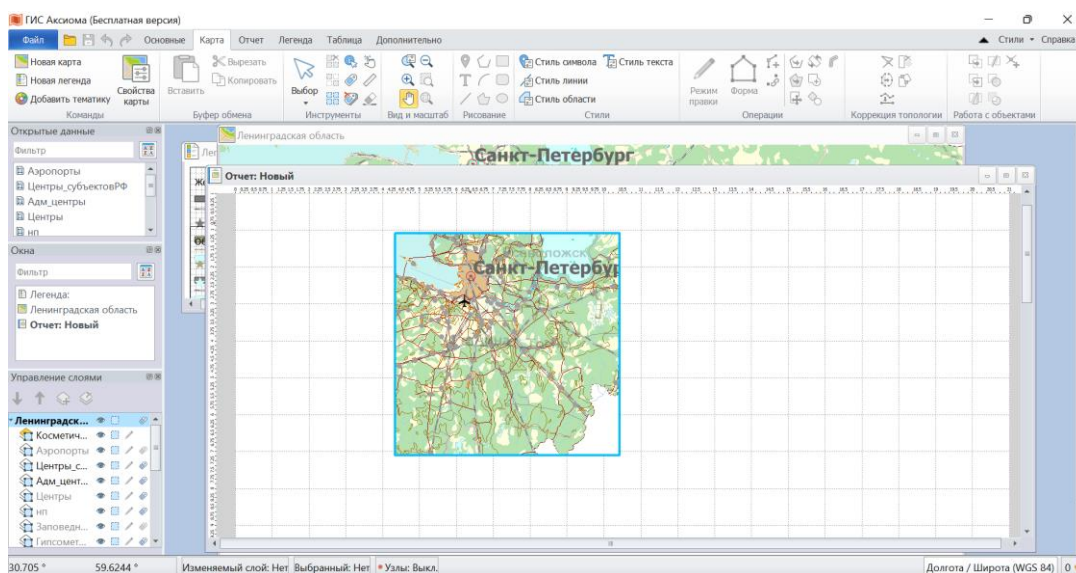 ГИС Аксиома (Бесплатная версия)
Файл Основные Карта Отчет Легенда Таблица Дополнительно Стили Справка
Новая карта
Новая легенда
Добавить тематику
Свойства карты
Команды
Вставить
Вырезать
Копировать
Буфер обмена
Выбор
Инструменты
Вид и масштаб
Рисование
Стиль символа Стиль текста
Стиль линии
Стиль области
Стили
Режим правки
Форма
Операции
Коррекция топологии
Работа с объектами
Открытые данные
Фильтр
Аэропорты
Центры_субъектовРФ
Адм_центры
Центры
нп
Окна
Фильтр
Легенда:
Ленинградская область
Отчет: Новый
Управление слоями
Ленинградск...
Косметич...
Аэропорты
Центры_с...
Адм_цент...
Центры
нп
Заповедн...
Гипсомет...
Ленинградская область
Санкт-Петербург
Лег
Отчет: Новый
Санкт-Петербур
30.705 ° 59.6244 ° Изменяемый слой: Нет Выбранный: Нет Узлы: Выкл. Долгота / Широта (WGS 84) 0